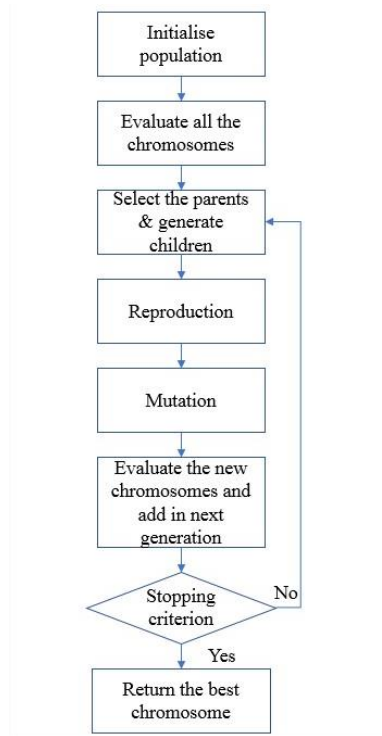 Initialise
population
Evaluate all the
chromosomes
Select the parents
& generate
children
Reproduction
Mutation
Evaluate the new
chromosomes and
add in next
generation
Stopping
criterion
No
Yes
Return the best
chromosome